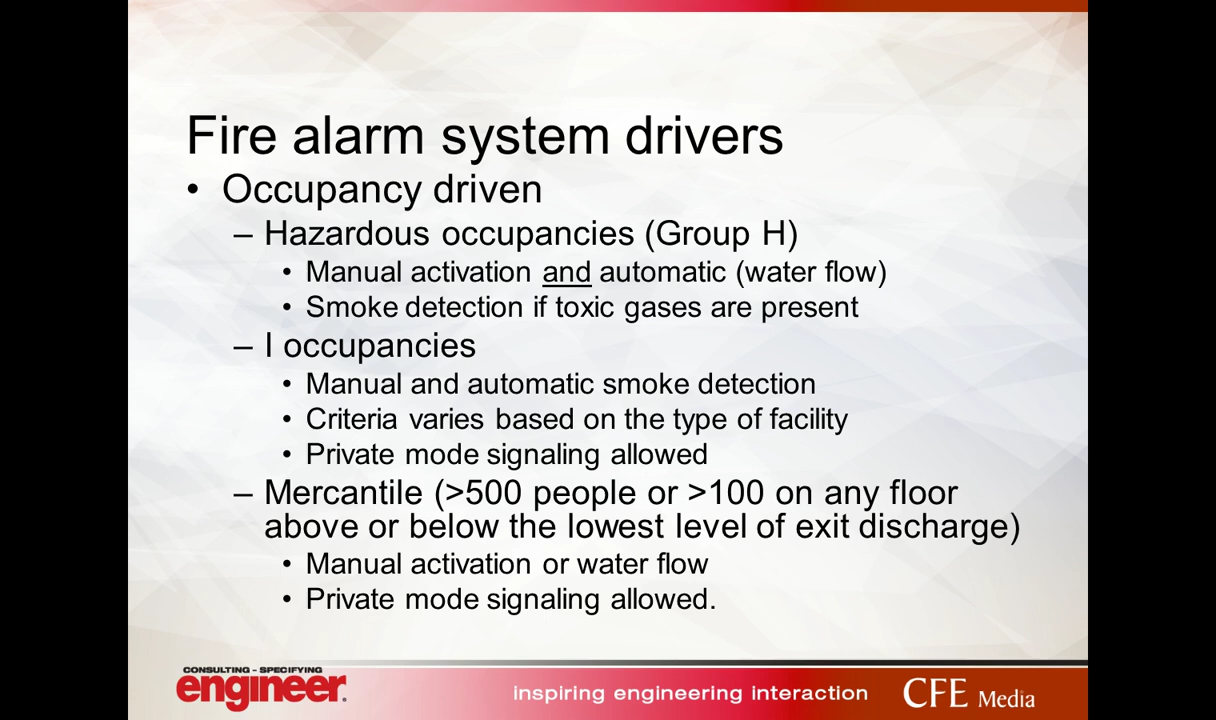 Fire alarm system drivers
• Occupancy driven
– Hazardous occupancies (Group H)
• Manual activation and automatic (water flow)
• Smoke detection if toxic gases are present
– I occupancies
• Manual and automatic smoke detection
• Criteria varies based on the type of facility
• Private mode signaling allowed
– Mercantile (>500 people or >100 on any floor
above or below the lowest level of exit discharge)
• Manual activation or water flow
• Private mode signaling allowed.
CONSULTING - SPECIFYING
engineer.
inspiring engineering interaction
CFE Media